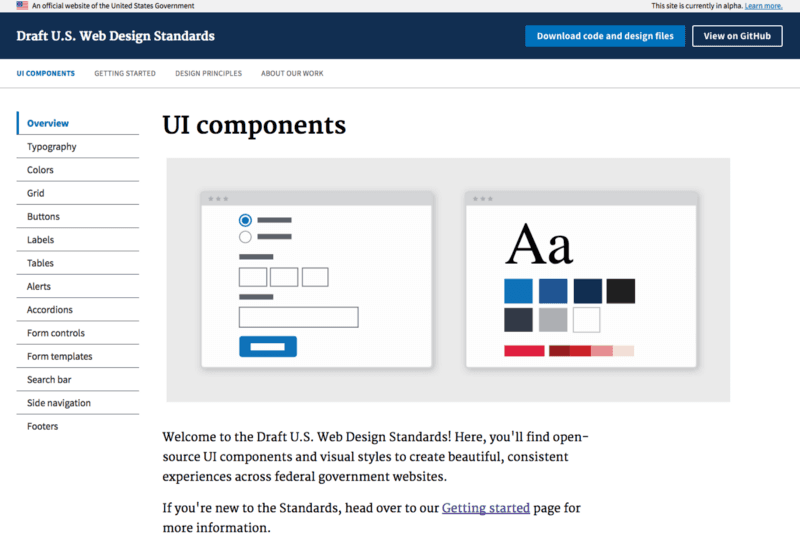 An official website of the United States Government
This site is currently in alpha. Learn more.
Draft U.S. Web Design Standards
Download code and design files
View on GitHub
UI COMPONENTS
GETTING STARTED
DESIGN PRINCIPLES
ABOUT OUR WORK
Overview
Typography
Colors
Grid
Buttons
Labels
Tables
Alerts
Accordions
Form controls
Form templates
Search bar
Side navigation
Footers
UI components
Aa
Welcome to the Draft U.S. Web Design Standards! Here, you'll find open-
source UI components and visual styles to create beautiful, consistent
experiences across federal government websites.
If you're new to the Standards, head over to our Getting started page for
more information.